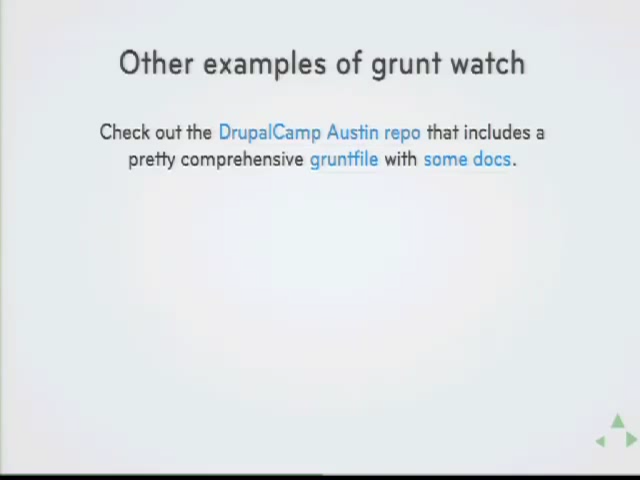 Other examples of grunt watch
Check out the DrupalCamp Austin repo that includes a
pretty comprehensive gruntfile with some docs.